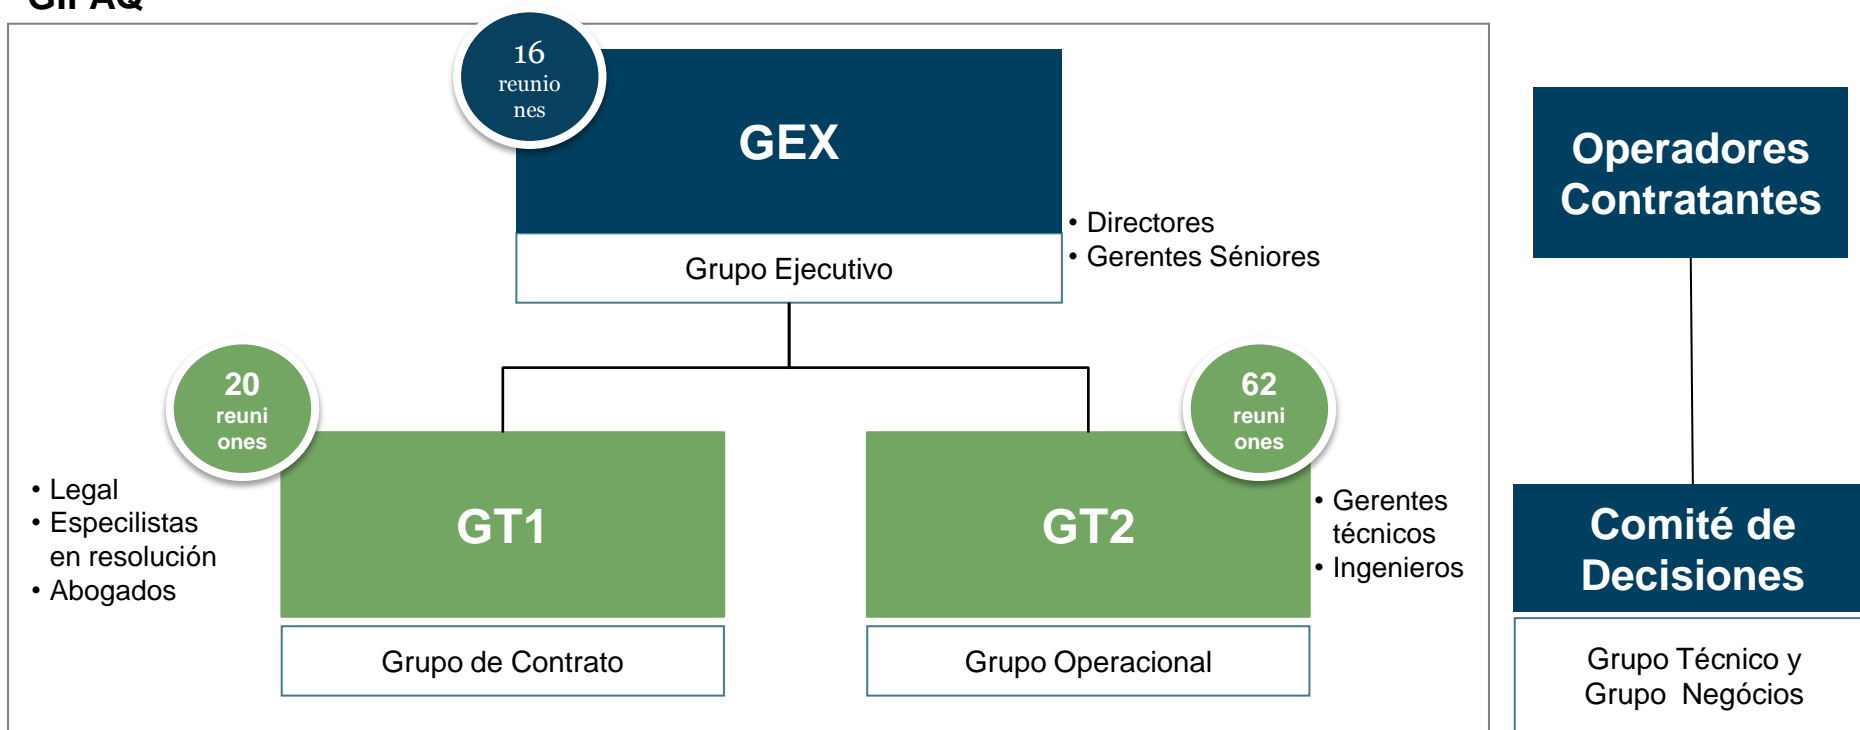 GIPAQ
16
reunio
nes
GEX
Grupo Ejecutivo
• Directores
• Gerentes Séniores
20
reuni
ones
GT1
Grupo de Contrato
• Legal
• Especilistas
en resolución
• Abogados
62
reuni
ones
GT2
Grupo Operacional
• Gerentes
técnicos
• Ingenieros
Operadores
Contratantes
Comité de
Decisiones
Grupo Técnico y
Grupo Negócios